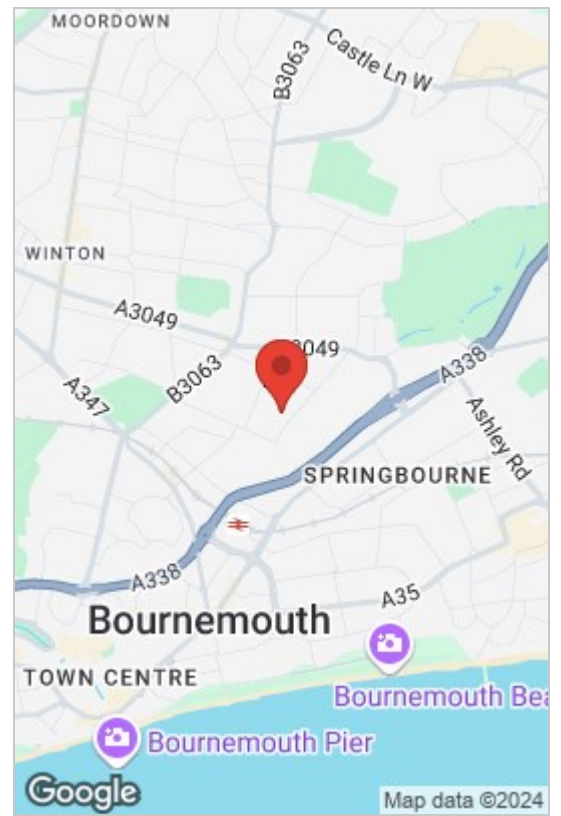 MOORDOWN
Castle Ln W
B3063
WINTON
A3049
3049
B3063
A338
A347
Ashley Rd
SPRINGBOURNE
A338
A35
Bournemouth
TOWN CENTRE
Bournemouth Bea
Bournemouth Pier
Google
Map data ©2024